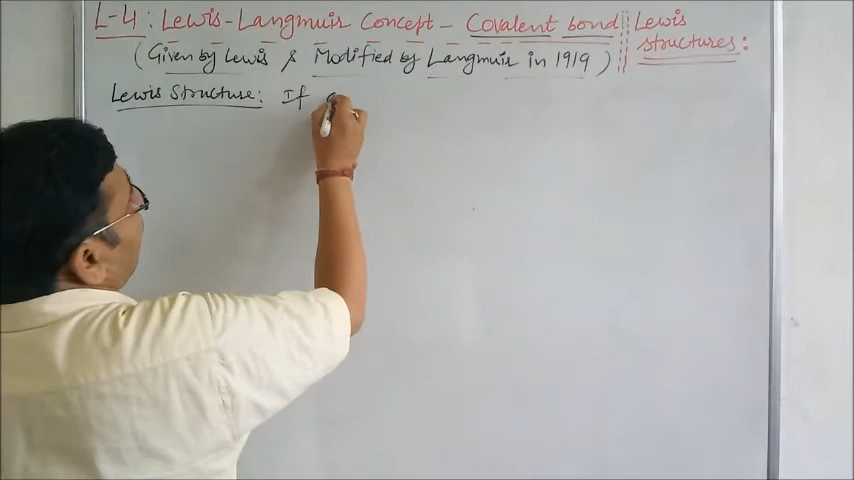 L-4: Lewis-Langmuir Concept - Covalent bond
(Given by Lewis & Modified by Langmuir in 1919)
Lewis
structures:
Lewis Structure: If